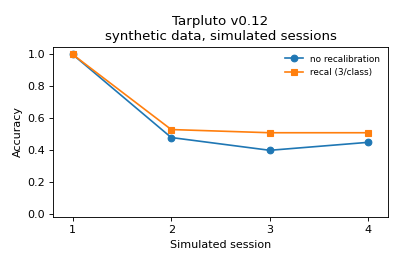 Tarpluto v0.12
synthetic data, simulated sessions
no recalibration
recal (3/class)
Accuracy
1.0
0.8
0.6
0.4
0.2
0.0
1 2 3 4
Simulated session